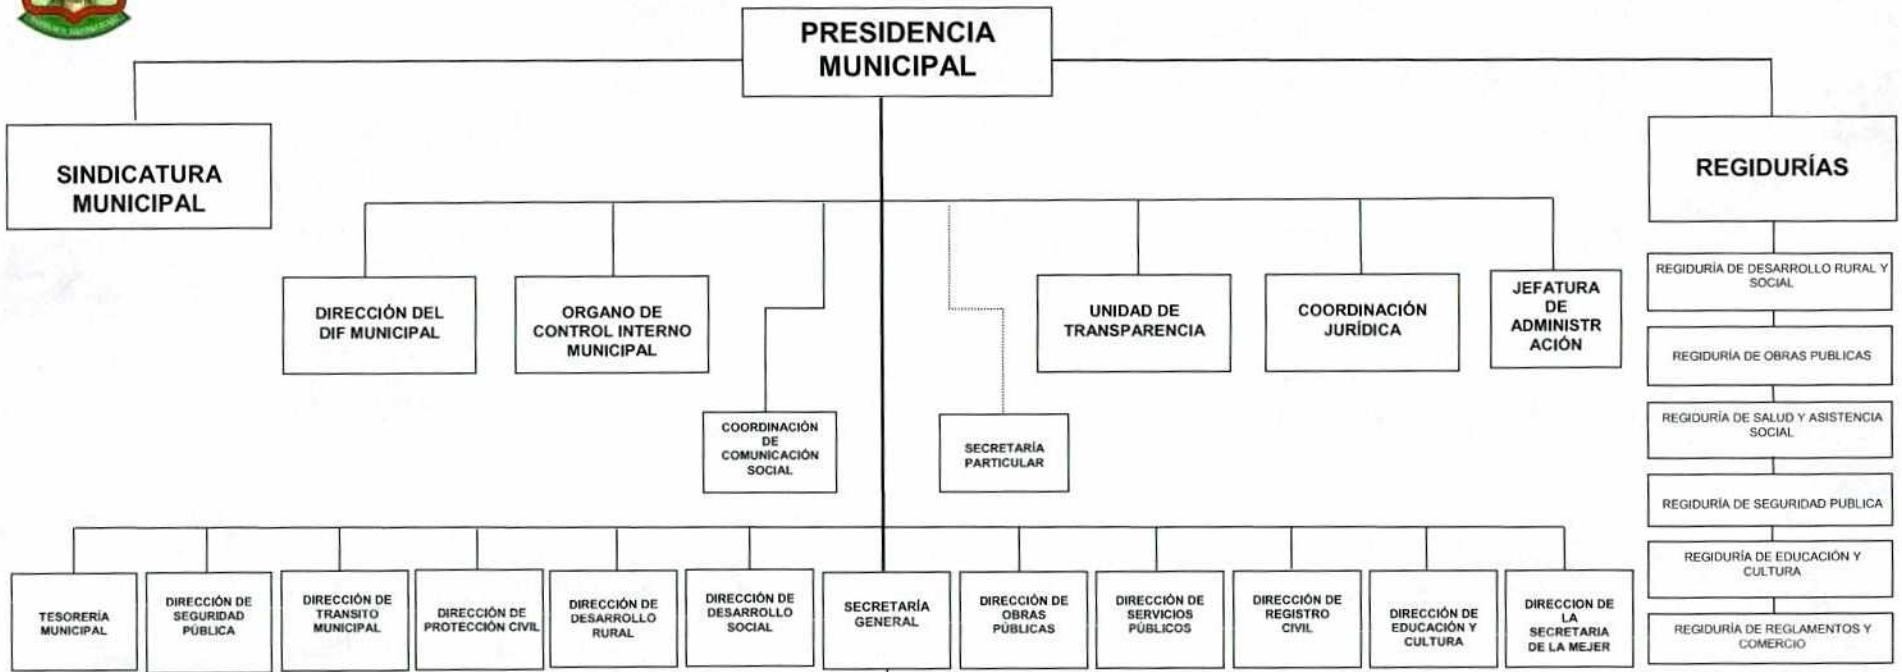 PRESIDENCIA
MUNICIPAL
SINDICATURA
MUNICIPAL
REGIDURÍAS
DIRECCIÓN DEL
DIF MUNICIPAL
ORGANO DE
CONTROL INTERNO
MUNICIPAL
UNIDAD DE
TRANSPARENCIA
COORDINACIÓN
JURÍDICA
JEFATURA
DE
ADMINISTR
ACIÓN
COORDINACIÓN
DE
COMUNICACIÓN
SOCIAL
SECRETARÍA
PARTICULAR
REGIDURÍA DE DESARROLLO RURAL Y
SOCIAL
REGIDURÍA DE OBRAS PUBLICAS
REGIDURÍA DE SALUD Y ASISTENCIA
SOCIAL
REGIDURÍA DE SEGURIDAD PUBLICA
REGIDURÍA DE EDUCACIÓN Y
CULTURA
REGIDURÍA DE REGLAMENTOS Y
COMERCIO
TESORERÍA
MUNICIPAL
DIRECCIÓN DE
SEGURIDAD
PÚBLICA
DIRECCIÓN DE
TRANSITO
MUNICIPAL
DIRECCIÓN DE
PROTECCIÓN CIVIL
DIRECCIÓN DE
DESARROLLO
RURAL
DIRECCIÓN DE
DESARROLLO
SOCIAL
SECRETARÍA
GENERAL
DIRECCIÓN DE
OBRAS
PÚBLICAS
DIRECCIÓN DE
SERVICIOS
PÚBLICOS
DIRECCIÓN DE
REGISTRO
CIVIL
DIRECCIÓN DE
EDUCACIÓN Y
CULTURA
DIRECCION DE
LA
SECRETARIA
DE LA MEJER